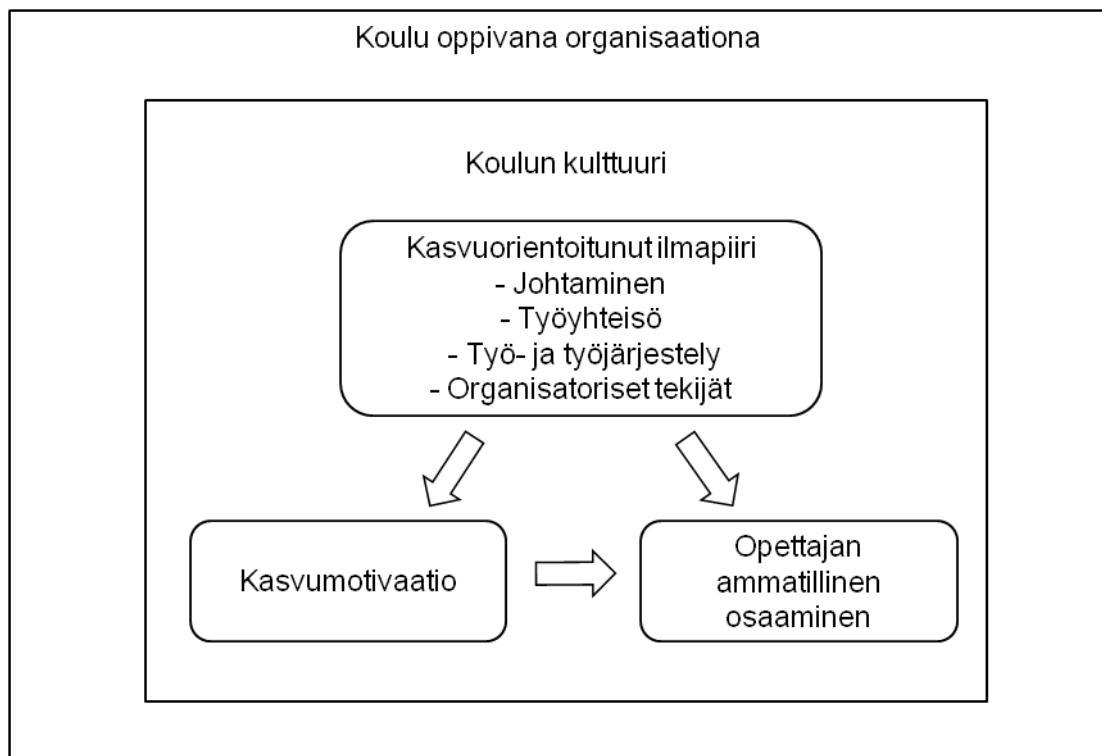 Koulu oppivana organisaationa
Koulun kulttuuri
Kasvuorientoitunut ilmapiiri
- Johtaminen
- Työyhteisö
- Työ- ja työjärjestely
- Organisatoriset tekijät
Kasvumotivaatio
Opettajan
ammatillinen
osaaminen